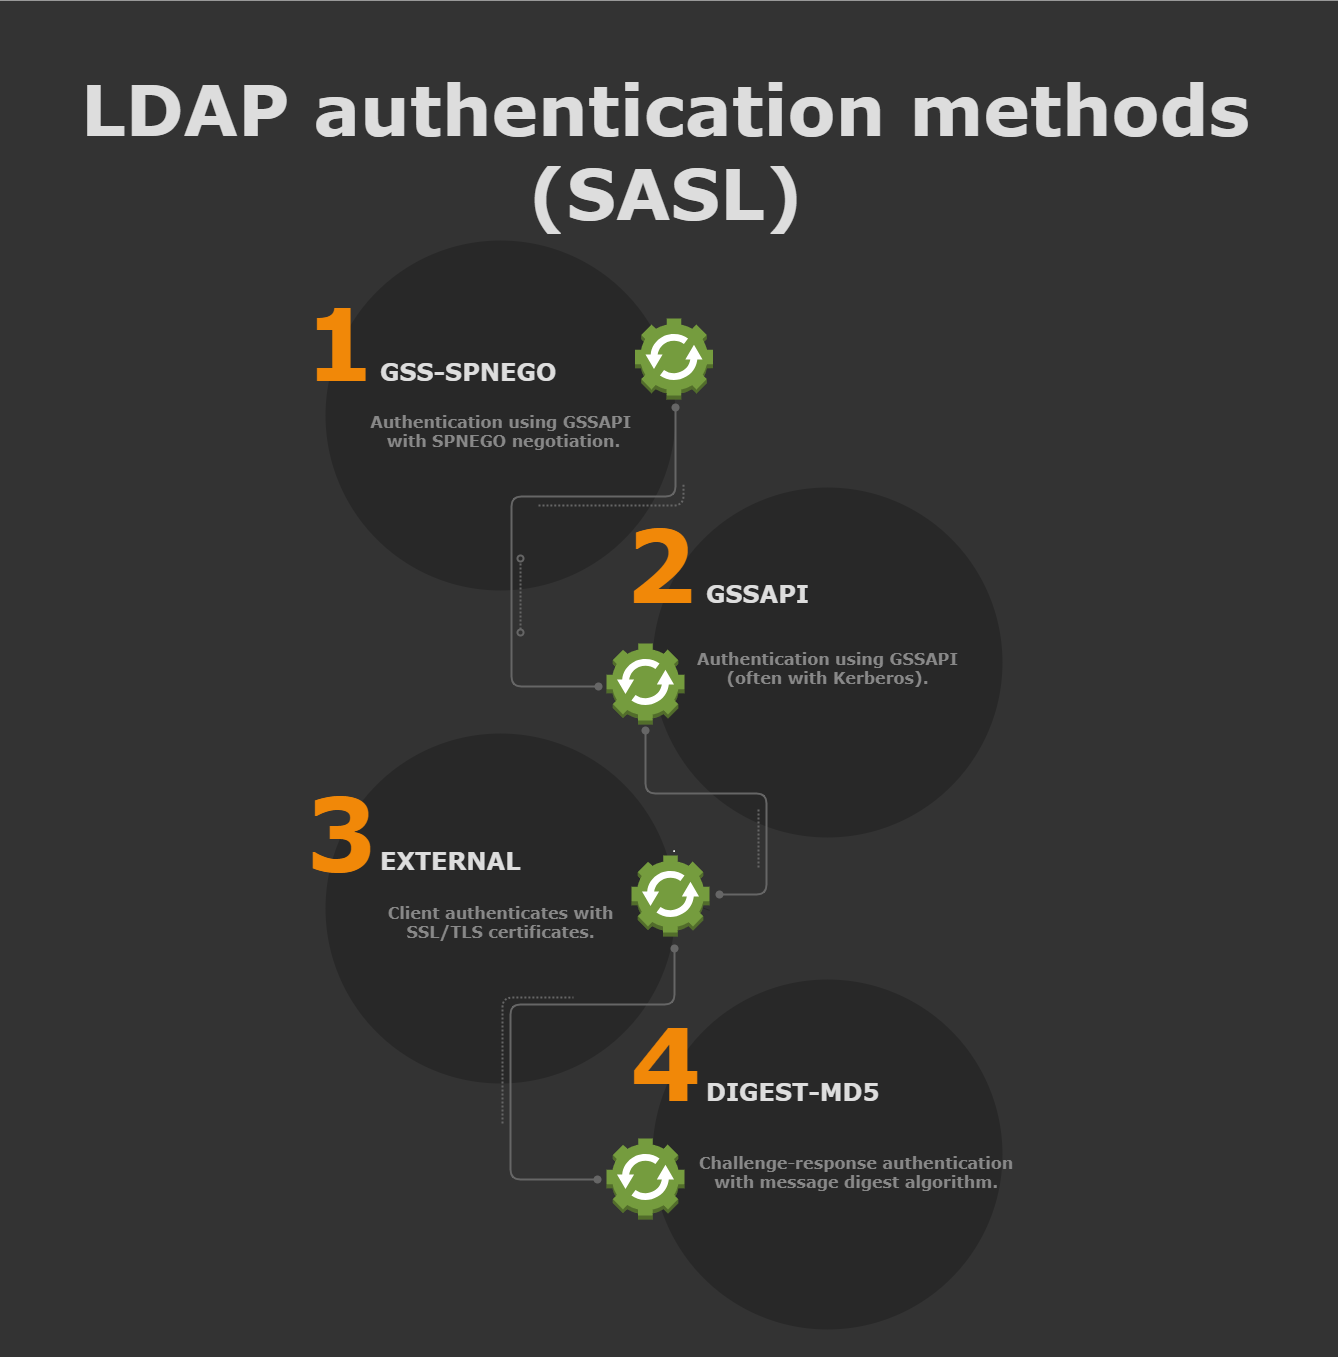 LDAP authentication methods
(SASL)
1 GSS-SPNEGO
Authentication using GSSAPI
with SPNEGO negotiation.
2 GSSAPI
Authentication using GSSAPI
(often with Kerberos).
3 EXTERNAL
Client authenticates with
SSL/TLS certificates.
4 DIGEST-MD5
Challenge-response authentication
with message digest algorithm.